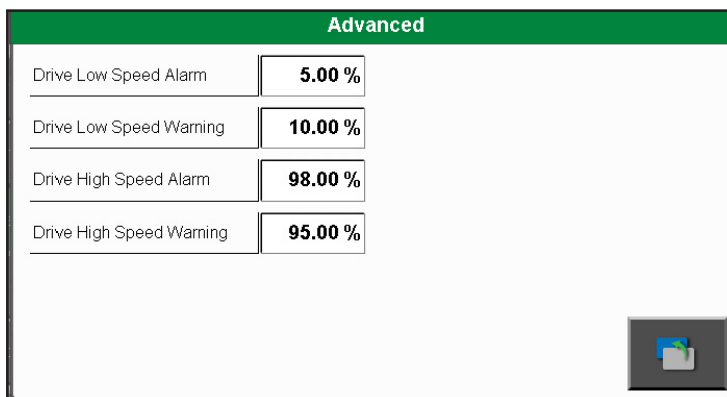 Advanced
Drive Low Speed Alarm 5.00 %
Drive Low Speed Warning 10.00 %
Drive High Speed Alarm 98.00 %
Drive High Speed Warning 95.00 %